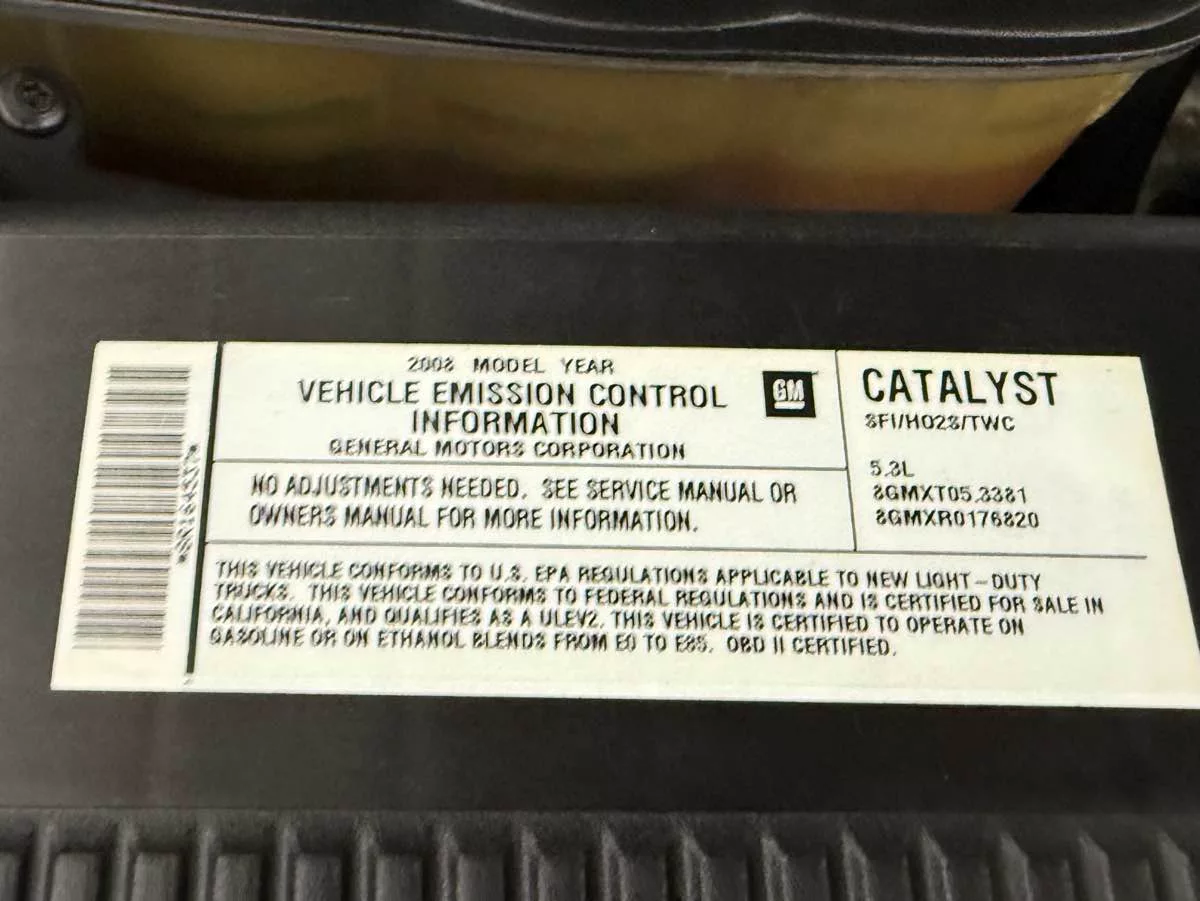 2008 MODEL YEAR
VEHICLE EMISSION CONTROL
INFORMATION
GENERAL MOTORS CORPORATION
GM
NO ADJUSTMENTS NEEDED. SEE SERVICE MANUAL OR
OWNERS MANUAL FOR MORE INFORMATION.
CATALYST
SFI/HO2S/TWC
5.3L
8GMXT05.3381
8GMXR0176820
THIS VEHICLE CONFORMS TO U.S. EPA REGULATIONS APPLICABLE TO NEW LIGHT-DUTY
TRUCKS. THIS VEHICLE CONFORMS TO FEDERAL REGULATIONS AND IS CERTIFIED FOR SALE IN
CALIFORNIA, AND QUALIFIES AS A ULEV2. THIS VEHICLE IS CERTIFIED TO OPERATE ON
GASOLINE OR ON ETHANOL BLENDS FROM E0 TO E85. OBD II CERTIFIED.